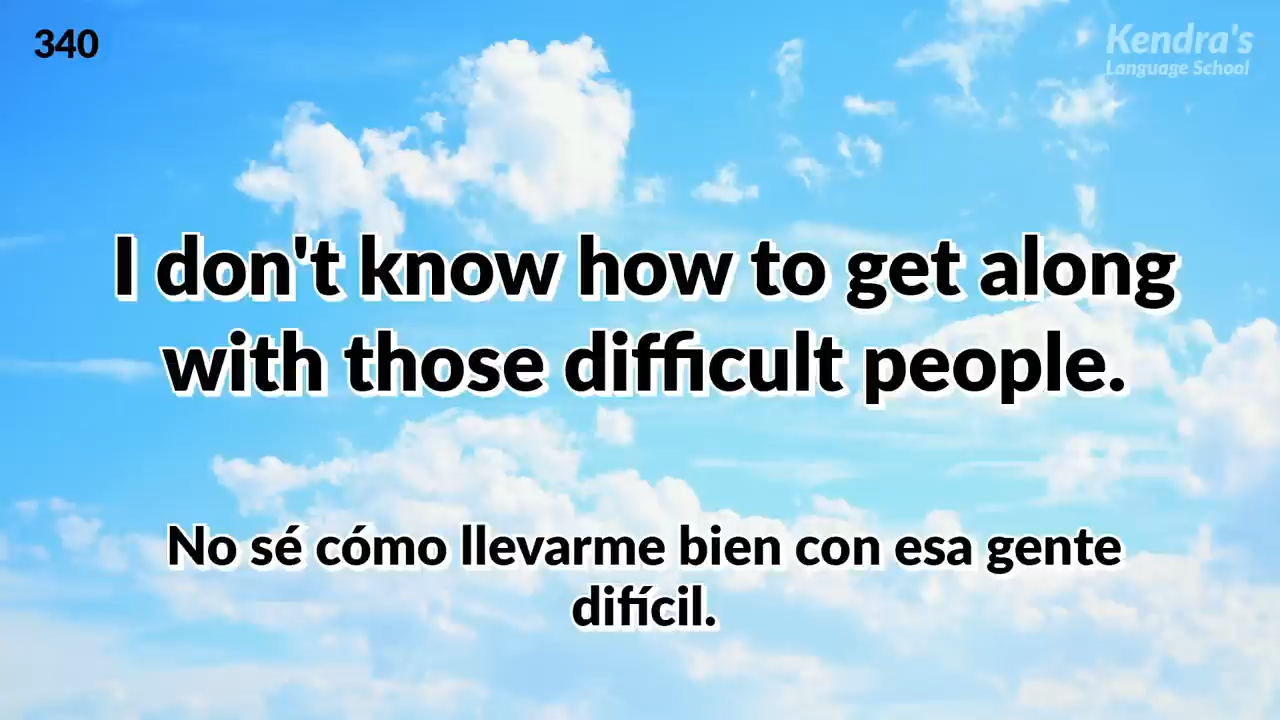 340
Kendra's
Language School
I don't know how to get along
with those difficult people.
No sé cómo llevarme bien con esa gente
difícil.